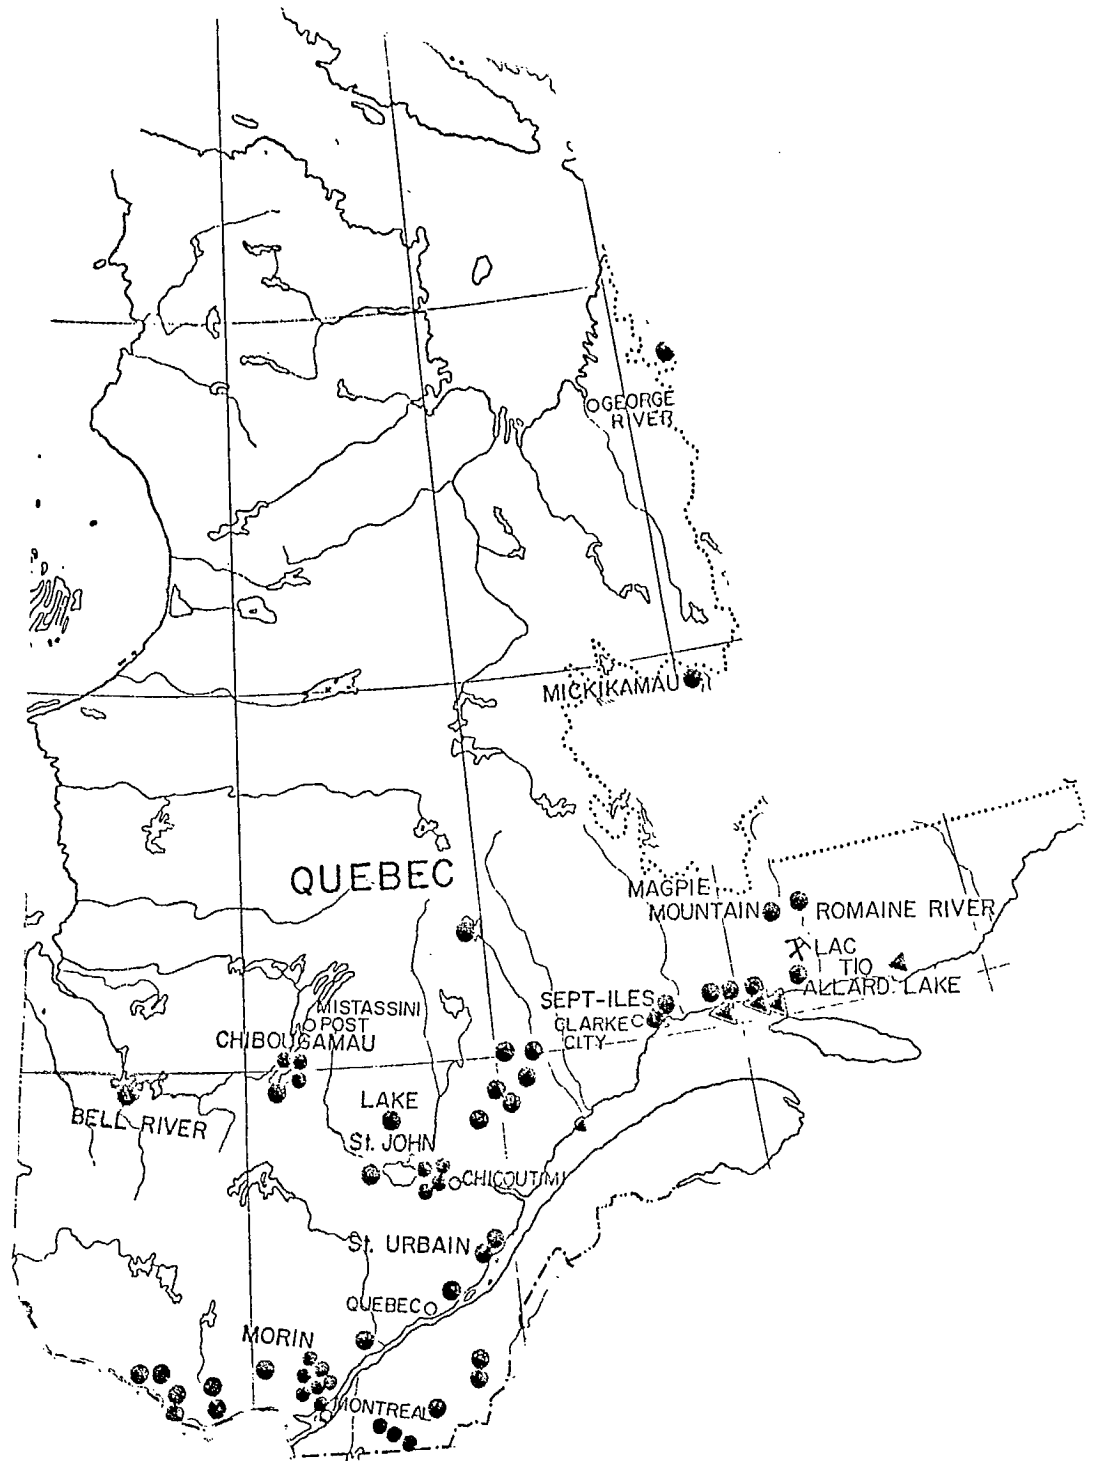 GEORGE
RIVER
MICKIKAMAU
QUEBEC
MAGPIE
MOUNTAIN
ROMAINE RIVER
LAC
TIO
ALLARD LAKE
SEPT-ILES
CLARKE
CITY
MISTASSINI
POST
CHIBOUGAMAU
BELL RIVER
LAKE
St. JOHN
CHICOUTIMI
St. URBAIN
QUEBEC
MORIN
MONTREAL